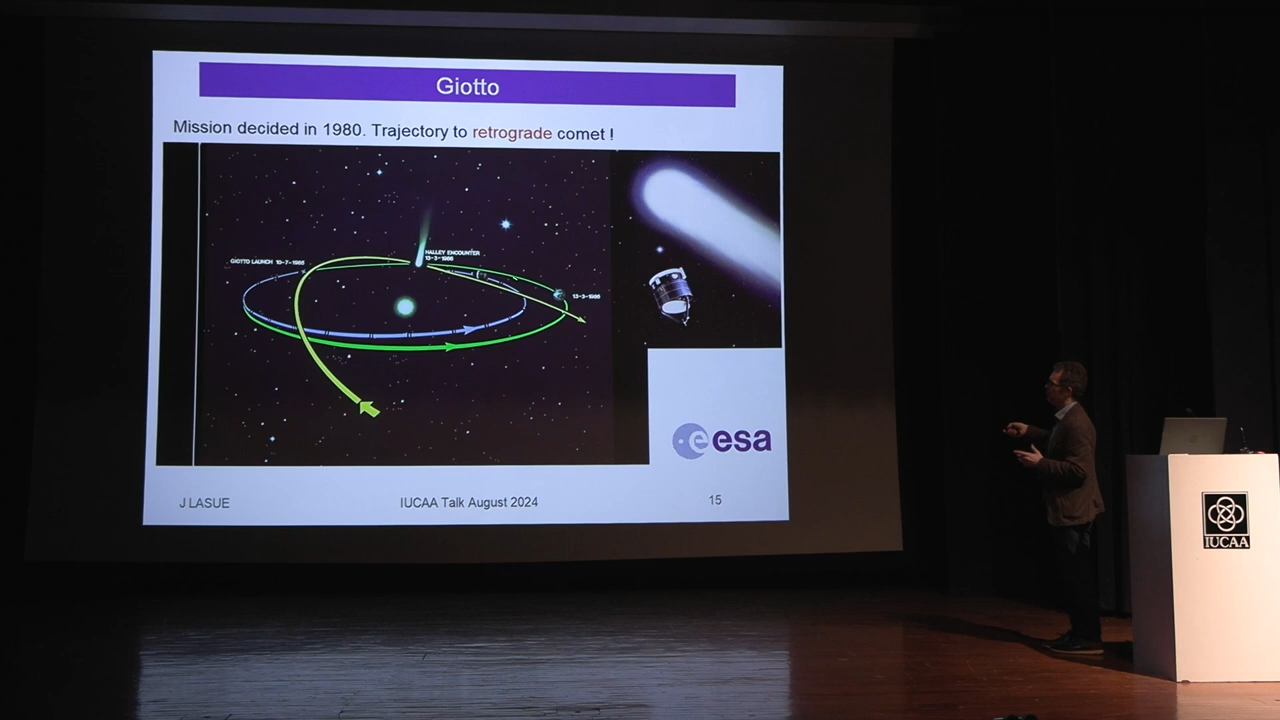 Giotto
Mission decided in 1980. Trajectory to retrograde comet !
HALLEY ENCOUNTER
13-3-1986
GIOTTO LAUNCH 10-7-1985
13-3-1986
esa
J LASUE
IUCAA Talk August 2024
15
IUCAA